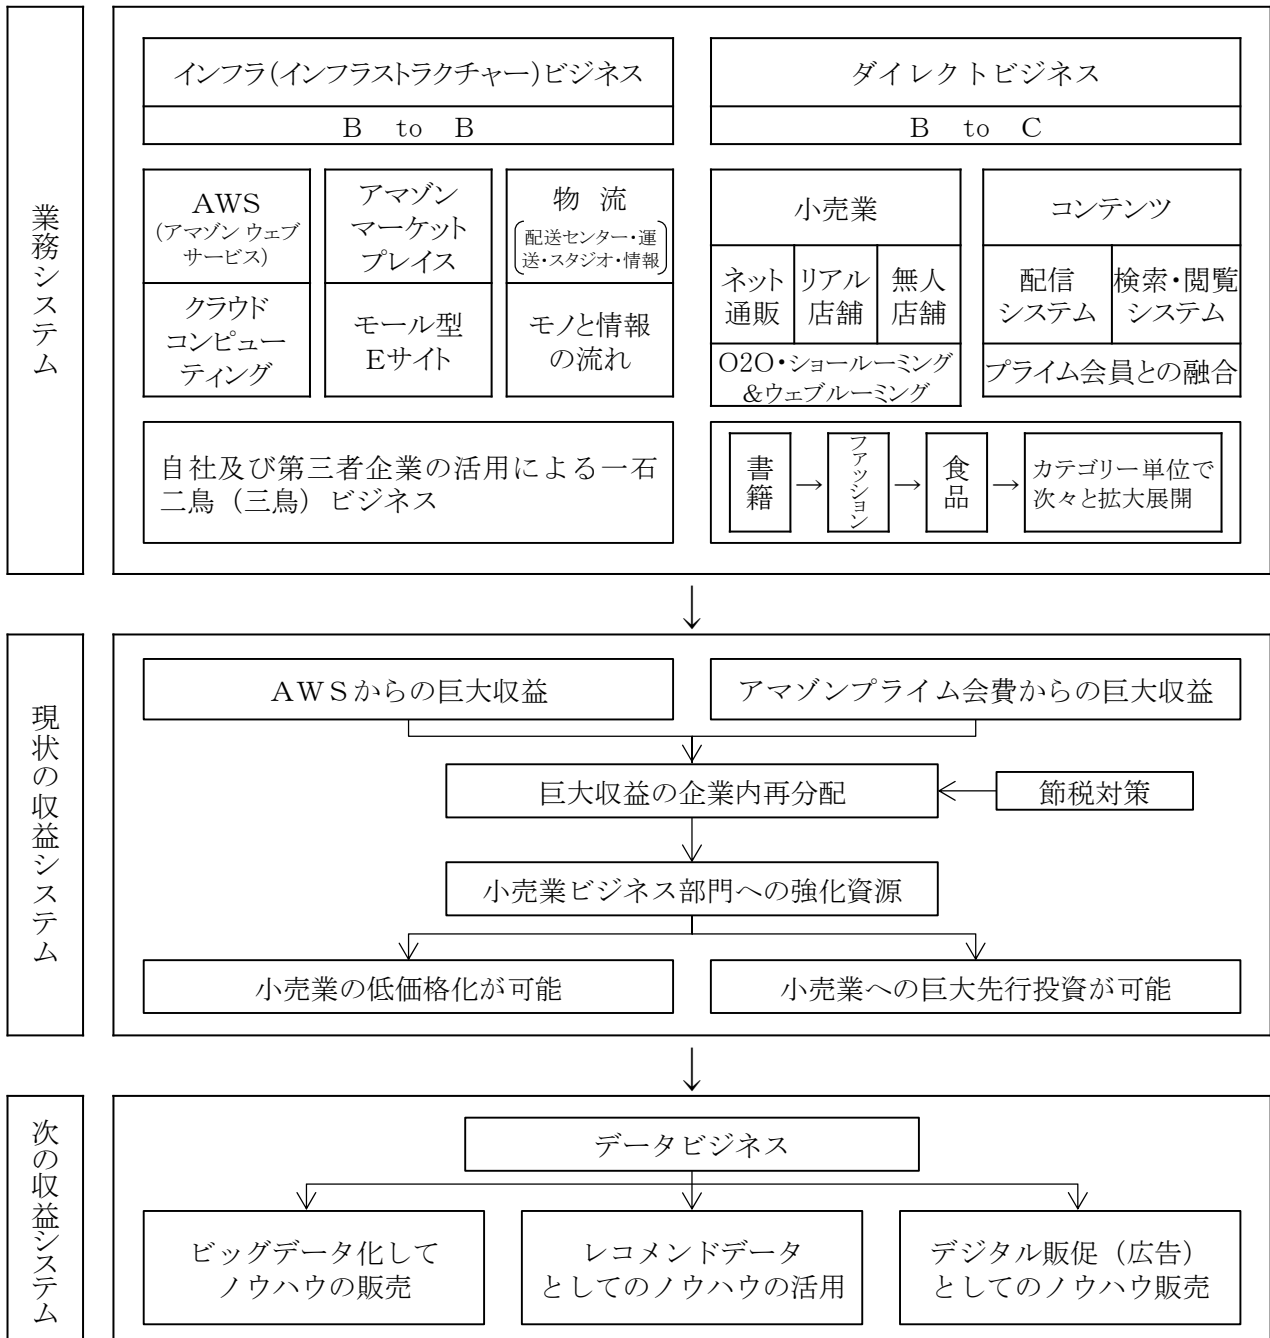 業務システム
インフラ(インフラストラクチャー)ビジネス
B to B
ダイレクトビジネス
B to C
AWS
(アマゾン ウェブ
サービス)
クラウド
コンピュー
ティング
アマゾン
マーケット
プレイス
モール型
Eサイト
物 流
配送センター・運
送・スタジオ・情報
モノと情報
の流れ
小売業
ネット
通販
リアル
店舗
無人
店舗
O2O・ショールーミング
&ウェブルーミング
コンテンツ
配信
システム
検索・閲覧
システム
プライム会員との融合
自社及び第三者企業の活用による一石
二鳥（三鳥）ビジネス
書籍
→
ファッション
→
食品
→
カテゴリー単位で
次々と拡大展開
現状の収益システム
AWSからの巨大収益
アマゾンプライム会費からの巨大収益
巨大収益の企業内再分配
節税対策
小売業ビジネス部門への強化資源
小売業の低価格化が可能
小売業への巨大先行投資が可能
次の収益システム
データビジネス
ビッグデータ化して
ノウハウの販売
レコメンドデータ
としてのノウハウの活用
デジタル販促（広告）
としてのノウハウ販売